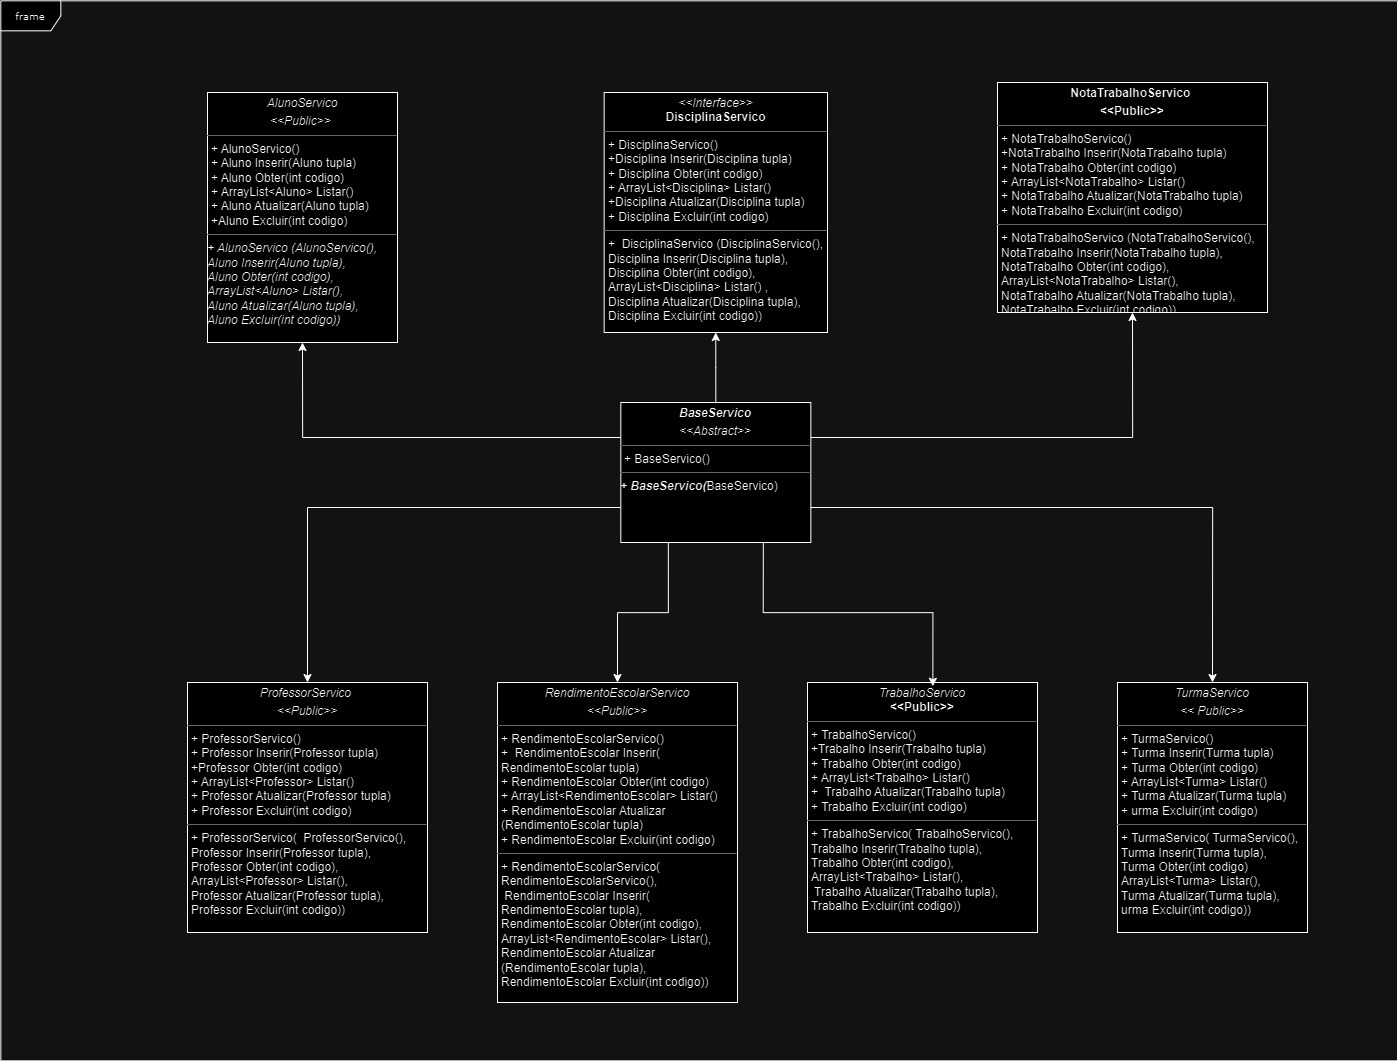 frame
AlunoServico
<<Public>>
+ AlunoServico()
+ Aluno Inserir(Aluno tupla)
+ Aluno Obter(int codigo)
+ ArrayList<Aluno> Listar()
+ Aluno Atualizar(Aluno tupla)
+Aluno Excluir(int codigo)
+ AlunoServico (AlunoServico(),
Aluno Inserir(Aluno tupla),
Aluno Obter(int codigo),
ArrayList<Aluno> Listar(),
Aluno Atualizar(Aluno tupla),
Aluno Excluir(int codigo))
<<Interface>>
DisciplinaServico
+ DisciplinaServico()
+Disciplina Inserir(Disciplina tupla)
+ Disciplina Obter(int codigo)
+ ArrayList<Disciplina> Listar()
+Disciplina Atualizar(Disciplina tupla)
+ Disciplina Excluir(int codigo)
+  DisciplinaServico (DisciplinaServico(),
Disciplina Inserir(Disciplina tupla),
Disciplina Obter(int codigo),
ArrayList<Disciplina> Listar() ,
Disciplina Atualizar(Disciplina tupla),
Disciplina Excluir(int codigo))
NotaTrabalhoServico
<<Public>>
+ NotaTrabalhoServico()
+NotaTrabalho Inserir(NotaTrabalho tupla)
+ NotaTrabalho Obter(int codigo)
+ ArrayList<NotaTrabalho> Listar()
+ NotaTrabalho Atualizar(NotaTrabalho tupla)
+ NotaTrabalho Excluir(int codigo)
+ NotaTrabalhoServico (NotaTrabalhoServico(),
NotaTrabalho Inserir(NotaTrabalho tupla),
NotaTrabalho Obter(int codigo),
ArrayList<NotaTrabalho> Listar(),
NotaTrabalho Atualizar(NotaTrabalho tupla),
NotaTrabalho Excluir(int codigo))
BaseServico
<<Abstract>>
+ BaseServico()
+ BaseServico(BaseServico)
ProfessorServico
<<Public>>
+ ProfessorServico()
+ Professor Inserir(Professor tupla)
+Professor Obter(int codigo)
+ ArrayList<Professor> Listar()
+ Professor Atualizar(Professor tupla)
+ Professor Excluir(int codigo)
+ ProfessorServico(  ProfessorServico(),
Professor Inserir(Professor tupla),
Professor Obter(int codigo),
ArrayList<Professor> Listar(),
Professor Atualizar(Professor tupla),
Professor Excluir(int codigo))
RendimentoEscolarServico
<<Public>>
+ RendimentoEscolarServico()
+  RendimentoEscolar Inserir(
RendimentoEscolar tupla)
+ RendimentoEscolar Obter(int codigo)
+ ArrayList<RendimentoEscolar> Listar()
+ RendimentoEscolar Atualizar
(RendimentoEscolar tupla)
+ RendimentoEscolar Excluir(int codigo)
+ RendimentoEscolarServico(
RendimentoEscolarServico(),
RendimentoEscolar Inserir(
RendimentoEscolar tupla),
RendimentoEscolar Obter(int codigo),
ArrayList<RendimentoEscolar> Listar(),
RendimentoEscolar Atualizar
(RendimentoEscolar tupla),
RendimentoEscolar Excluir(int codigo))
TrabalhoServico
<<Public>>
+ TrabalhoServico()
+Trabalho Inserir(Trabalho tupla)
+ Trabalho Obter(int codigo)
+ ArrayList<Trabalho> Listar()
+  Trabalho Atualizar(Trabalho tupla)
+ Trabalho Excluir(int codigo)
+ TrabalhoServico( TrabalhoServico(),
Trabalho Inserir(Trabalho tupla),
Trabalho Obter(int codigo),
ArrayList<Trabalho> Listar(),
Trabalho Atualizar(Trabalho tupla),
Trabalho Excluir(int codigo))
TurmaServico
<< Public>>
+ TurmaServico()
+ Turma Inserir(Turma tupla)
+ Turma Obter(int codigo)
+ ArrayList<Turma> Listar()
+ Turma Atualizar(Turma tupla)
+ urma Excluir(int codigo)
+ TurmaServico( TurmaServico(),
Turma Inserir(Turma tupla),
Turma Obter(int codigo)
ArrayList<Turma> Listar(),
Turma Atualizar(Turma tupla),
urma Excluir(int codigo))